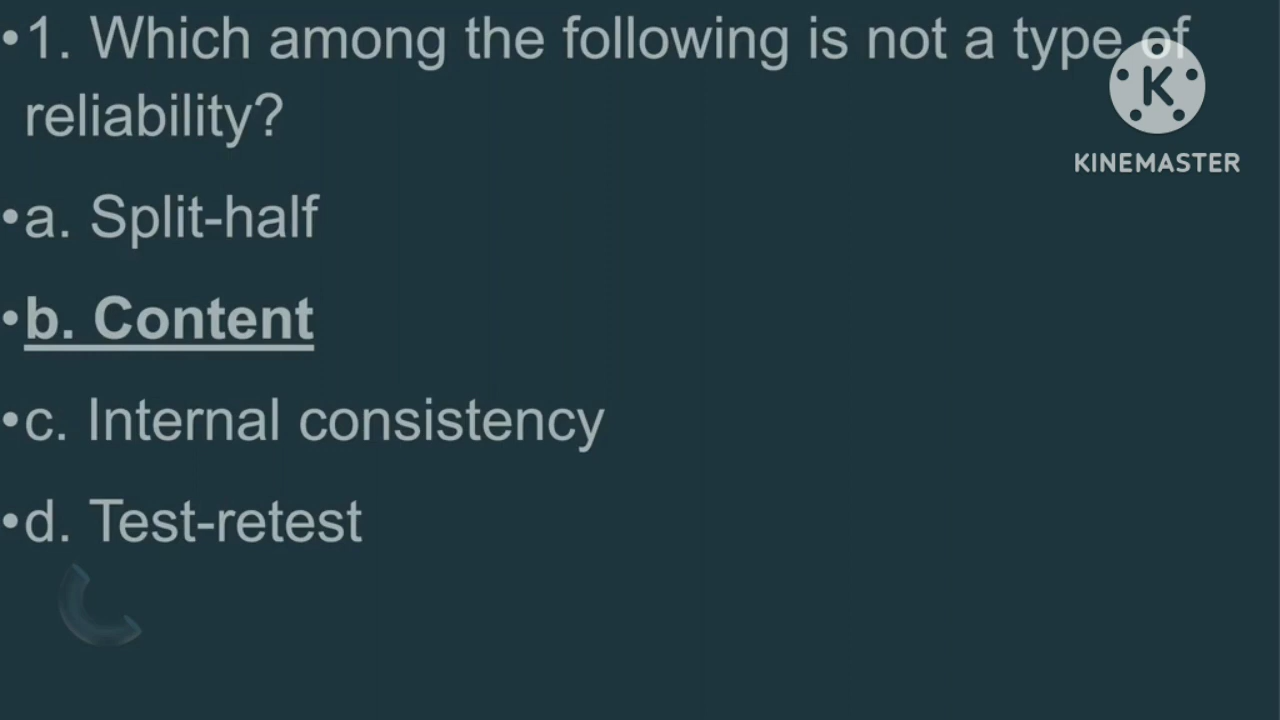 •1. Which among the following is not a type of
reliability?
•a. Split-half
•b. Content
•c. Internal consistency
•d. Test-retest
K
KINEMASTER